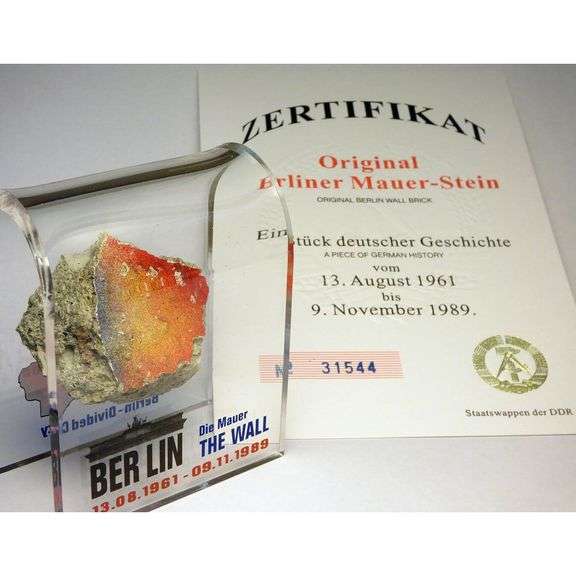 ZERTIFIKAT
Original
erliner Mauer-Stein
ORIGINAL BERLIN WALL BRICK
Ein Stück deutscher Geschichte
A PIECE OF GERMAN HISTORY
vom
13. August 1961
bis
9. November 1989.
Nº 31544
Staatswappen der DDR
Berlin - Divided City
BERLIN
Die Mauer
THE WALL
13.08.1961 - 09.11.1989